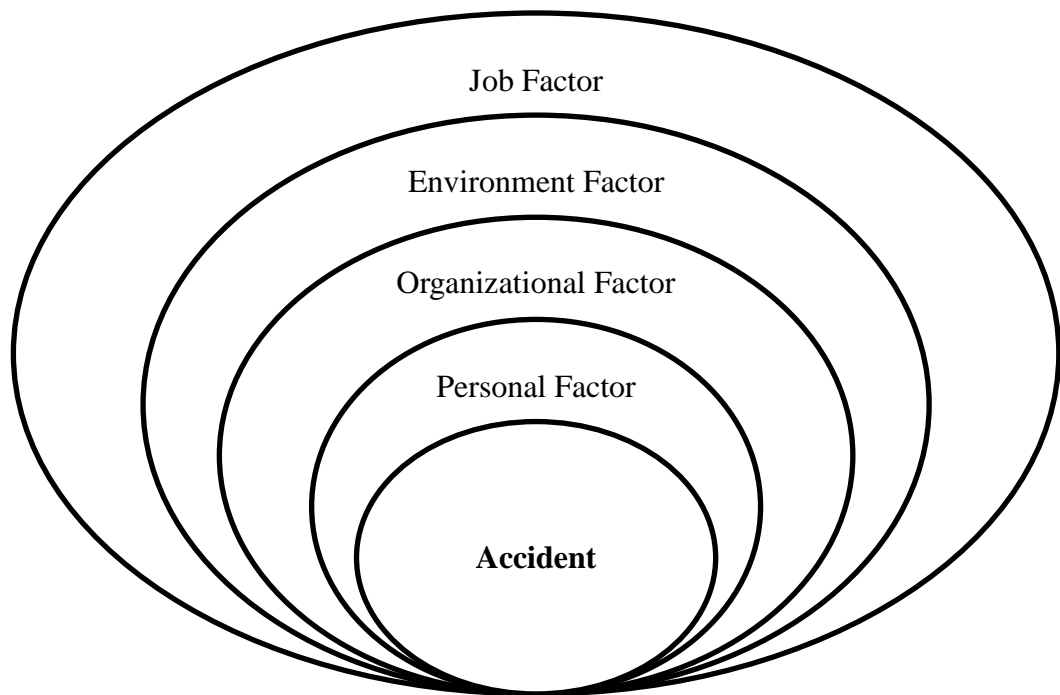 Job Factor
Environment Factor
Organizational Factor
Personal Factor
Accident